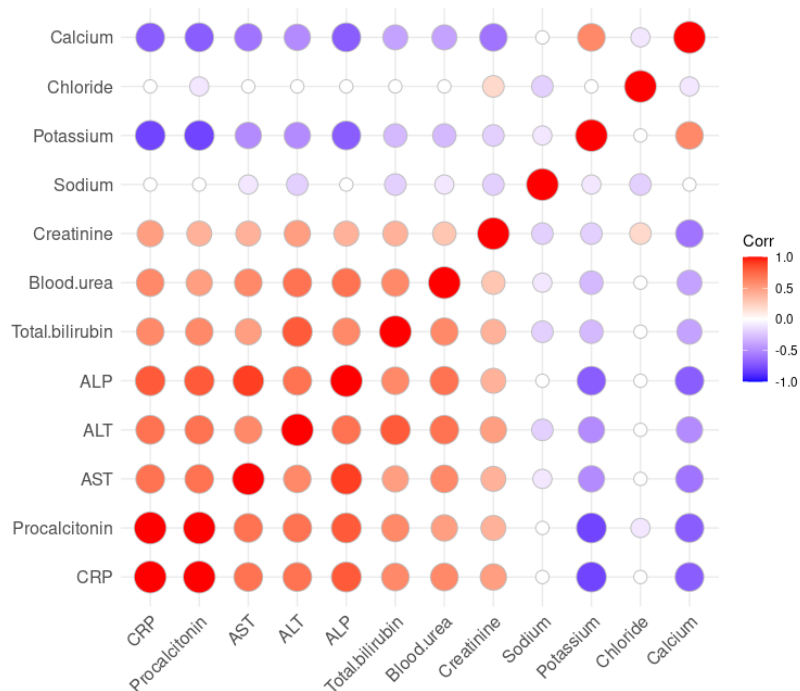 Calcium
Chloride
Potassium
Sodium
Creatinine
Blood.urea
Total.bilirubin
ALP
ALT
AST
Procalcitonin
CRP
CRP
Procalcitonin
AST
ALT
ALP
Total.bilirubin
Blood.urea
Creatinine
Sodium
Potassium
Chloride
Calcium
Corr
1.0
0.5
0.0
-0.5
-1.0